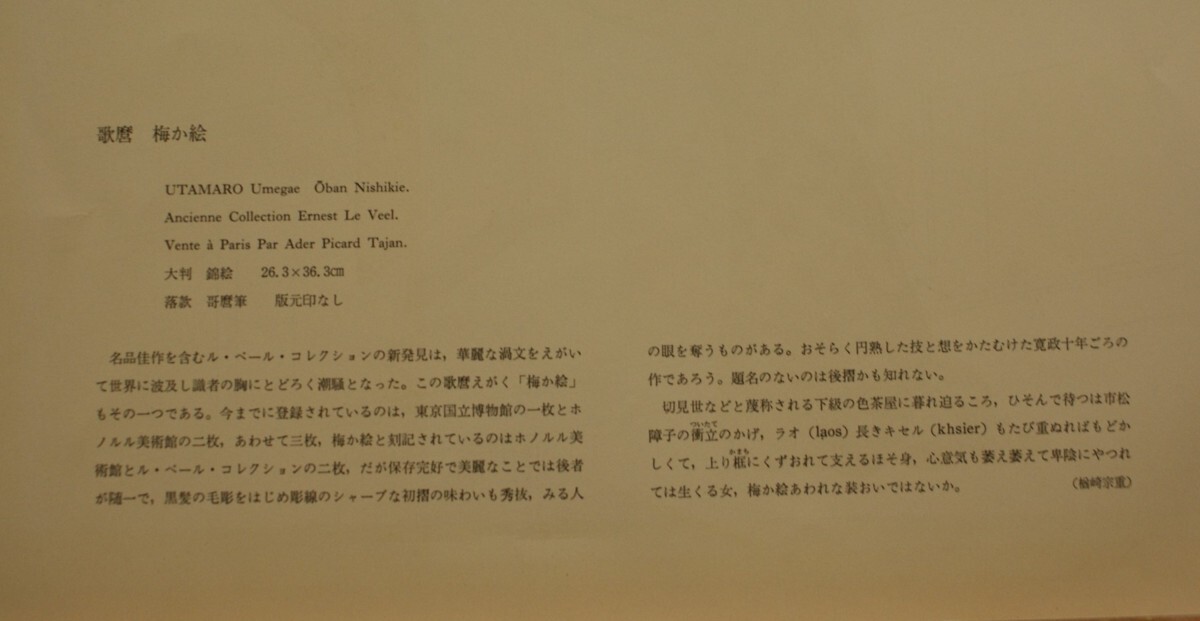 歌麿　梅か絵
UTAMARO Umegae　Ōban Nishikie.
Ancienne Collection Ernest Le Veel.
Vente à Paris Par Ader Picard Tajan.
大判　錦絵　　26.3×36.3㎝
落款　哥麿筆　　版元印なし
名品佳作を含むル・ベール・コレクションの新発見は，華麗な渦文をえがい
て世界に波及し識者の胸にとどろく潮騒となった。この歌麿えがく「梅か絵」
もその一つである。今までに登録されているのは，東京国立博物館の一枚とホ
ノルル美術館の二枚，あわせて三枚，梅か絵と刻記されているのはホノルル美
術館とル・ベール・コレクションの二枚，だが保存完好で美麗なことでは後者
が随一で，黒髪の毛彫をはじめ彫線のシャープな初摺の味わいも秀抜，みる人
の眼を奪うものがある。おそらく円熟した技と想をかたむけた寛政十年ごろの
作であろう。題名のないのは後摺かも知れない。
切見世などと蔑称される下級の色茶屋に暮れ迫るころ，ひそんで待つは市松
ついたて
障子の衝立のかげ，ラオ（lạos）長きキセル（khsier）もたび重ぬればもどか
かまち
しくて，上り框にくずおれて支えるほそ身，心意気も萎え萎えて卑陰にやつれ
ては生くる女，梅か絵あわれな装おいではないか。　（楢崎宗重）